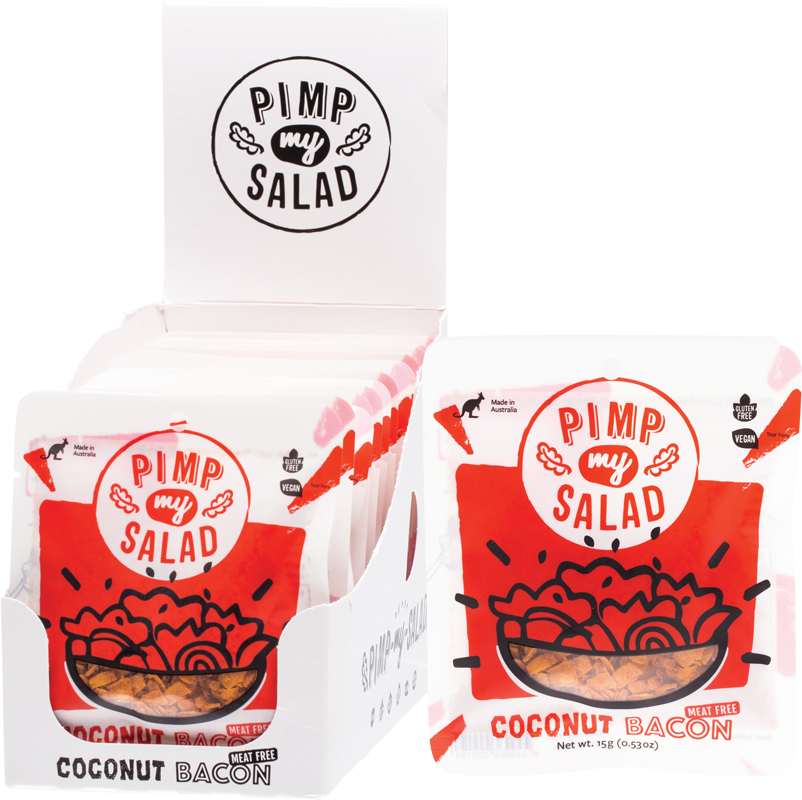 PIMP
my
SALAD
Made in
Australia
GLUTEN
FREE
VEGAN
PIMP
my
SALAD
COCONUT BACON
MEAT FREE
PIMP-my-SALAD
MEAT FREE
COCONUT BACON
Made in
Australia
GLUTEN
FREE
VEGAN
Tear here
PIMP
my
SALAD
MEAT FREE
COCONUT BACON
Net wt. 15g (0.53oz)